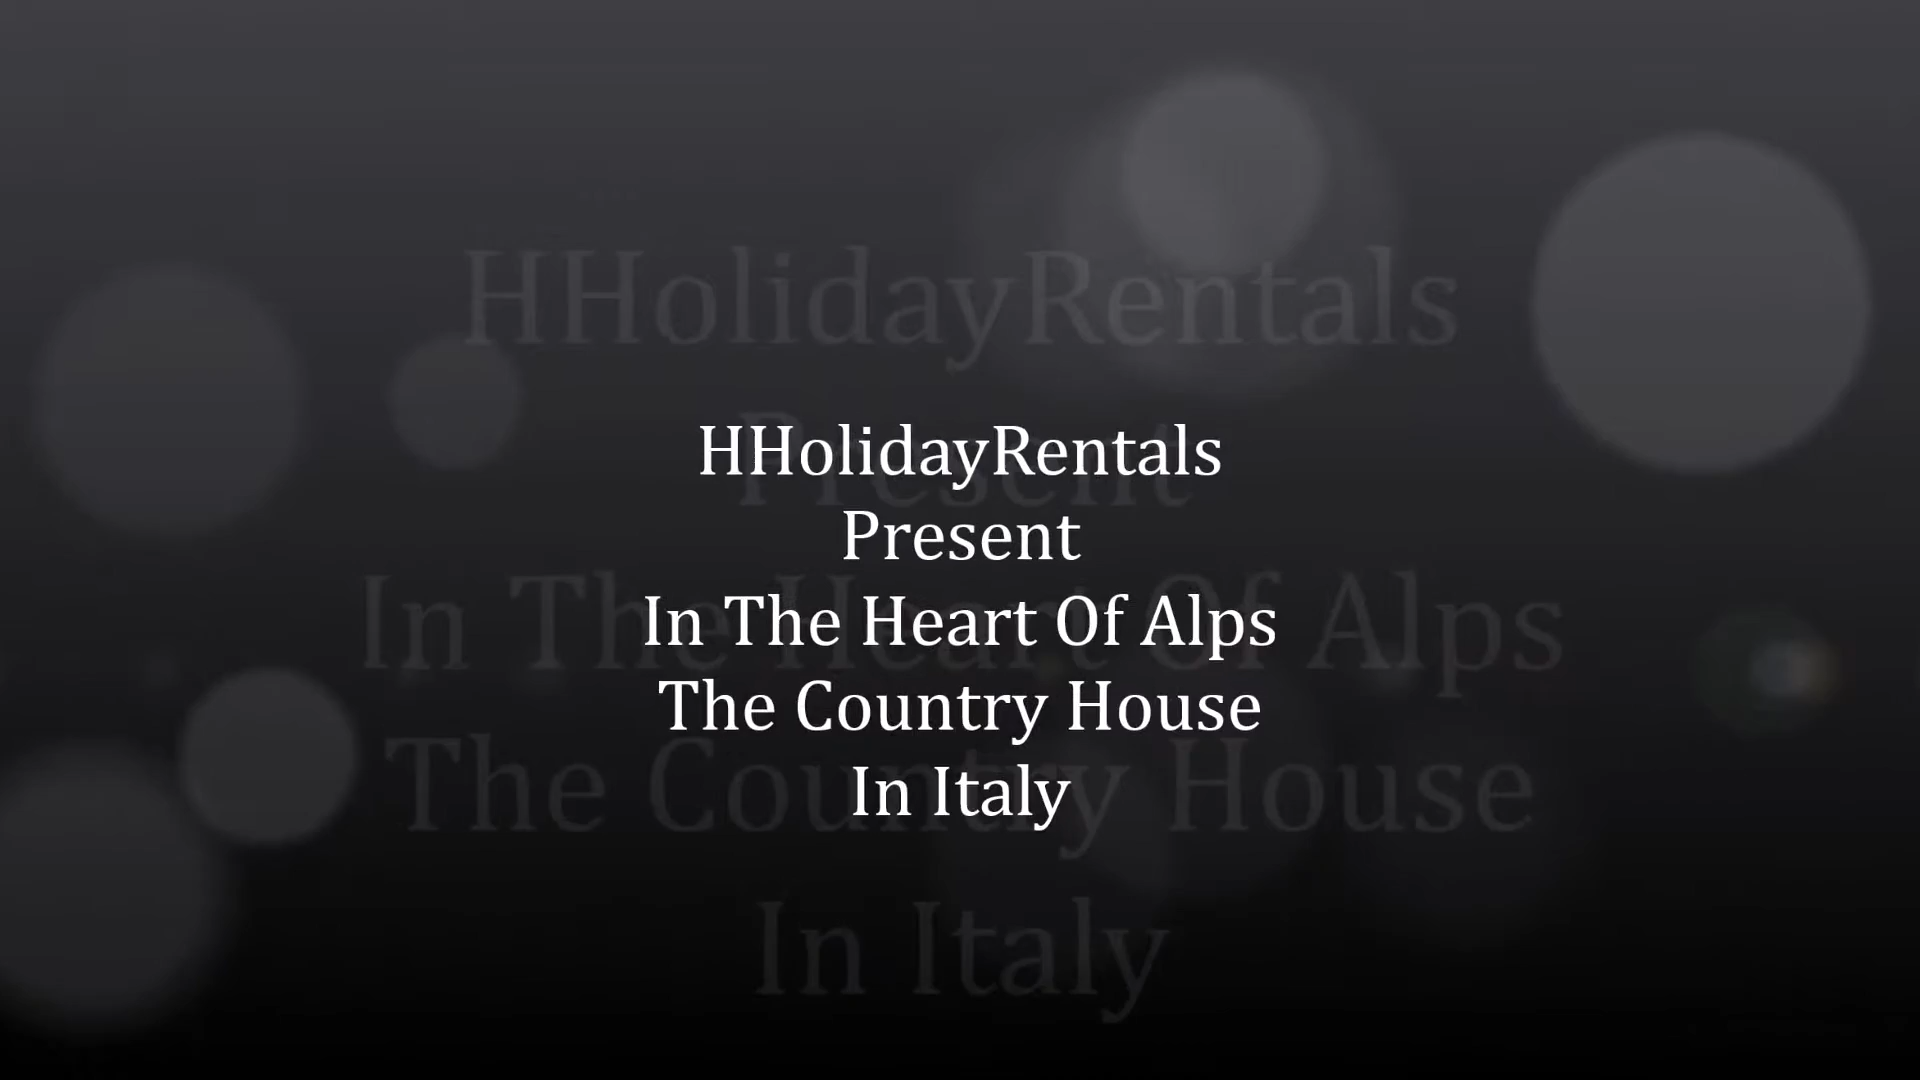 HHolidayRentals
Present
In The Heart Of Alps
The Country House
In Italy